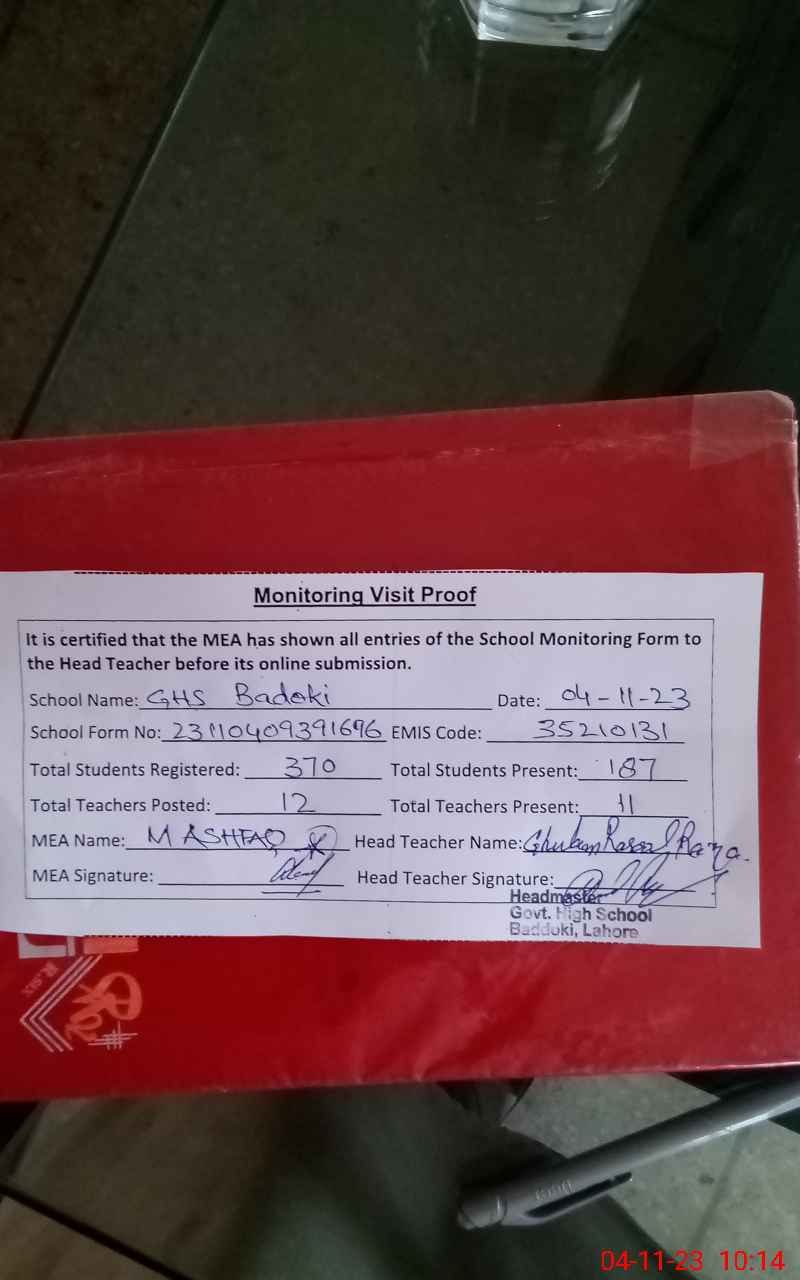 Monitoring Visit Proof
It is certified that the MEA has shown all entries of the School Monitoring Form to
the Head Teacher before its online submission.
School Name: GHS Badoki Date: 04-11-23
School Form No: 23110409391696 EMIS Code: 35210131
Total Students Registered: 370 Total Students Present: 187
Total Teachers Posted: 12 Total Teachers Present: 11
MEA Name: M ASHFAQ Head Teacher Name: Ghulam Rasool Rana.
MEA Signature: Head Teacher Signature:
Headmaster
Govt. High School
Baddoki, Lahore
04-11-23 10:14